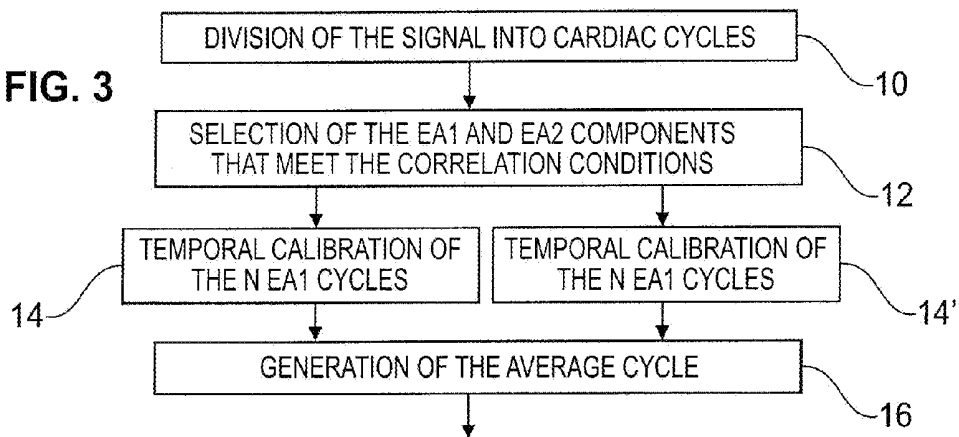 DIVISION OF THE SIGNAL INTO CARDIAC CYCLES
10
FIG. 3
SELECTION OF THE EA1 AND EA2 COMPONENTS
THAT MEET THE CORRELATION CONDITIONS
12
TEMPORAL CALIBRATION OF
THE N EA1 CYCLES
14
TEMPORAL CALIBRATION OF
THE N EA1 CYCLES
14'
GENERATION OF THE AVERAGE CYCLE
16